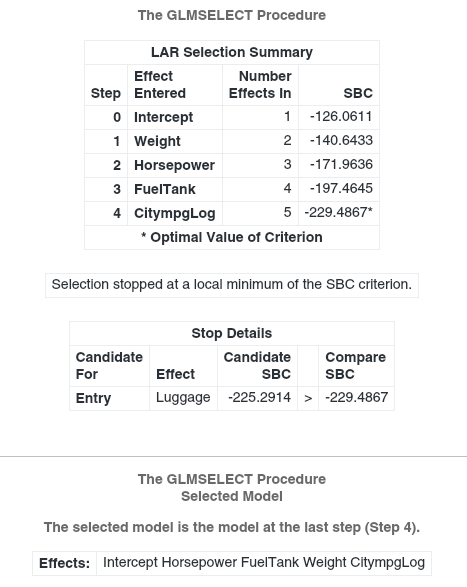 The GLMSELECT Procedure
LAR Selection Summary
Effect Number
Step Entered Effects In SBC
0 Intercept 1 -126.0611
1 Weight 2 -140.6433
2 Horsepower 3 -171.9636
3 FuelTank 4 -197.4645
4 CitympgLog 5 -229.4867*
* Optimal Value of Criterion
Selection stopped at a local minimum of the SBC criterion.
Stop Details
Candidate Candidate Compare
For Effect SBC SBC
Entry Luggage -225.2914 > -229.4867
The GLMSELECT Procedure
Selected Model
The selected model is the model at the last step (Step 4).
Effects: Intercept Horsepower FuelTank Weight CitympgLog